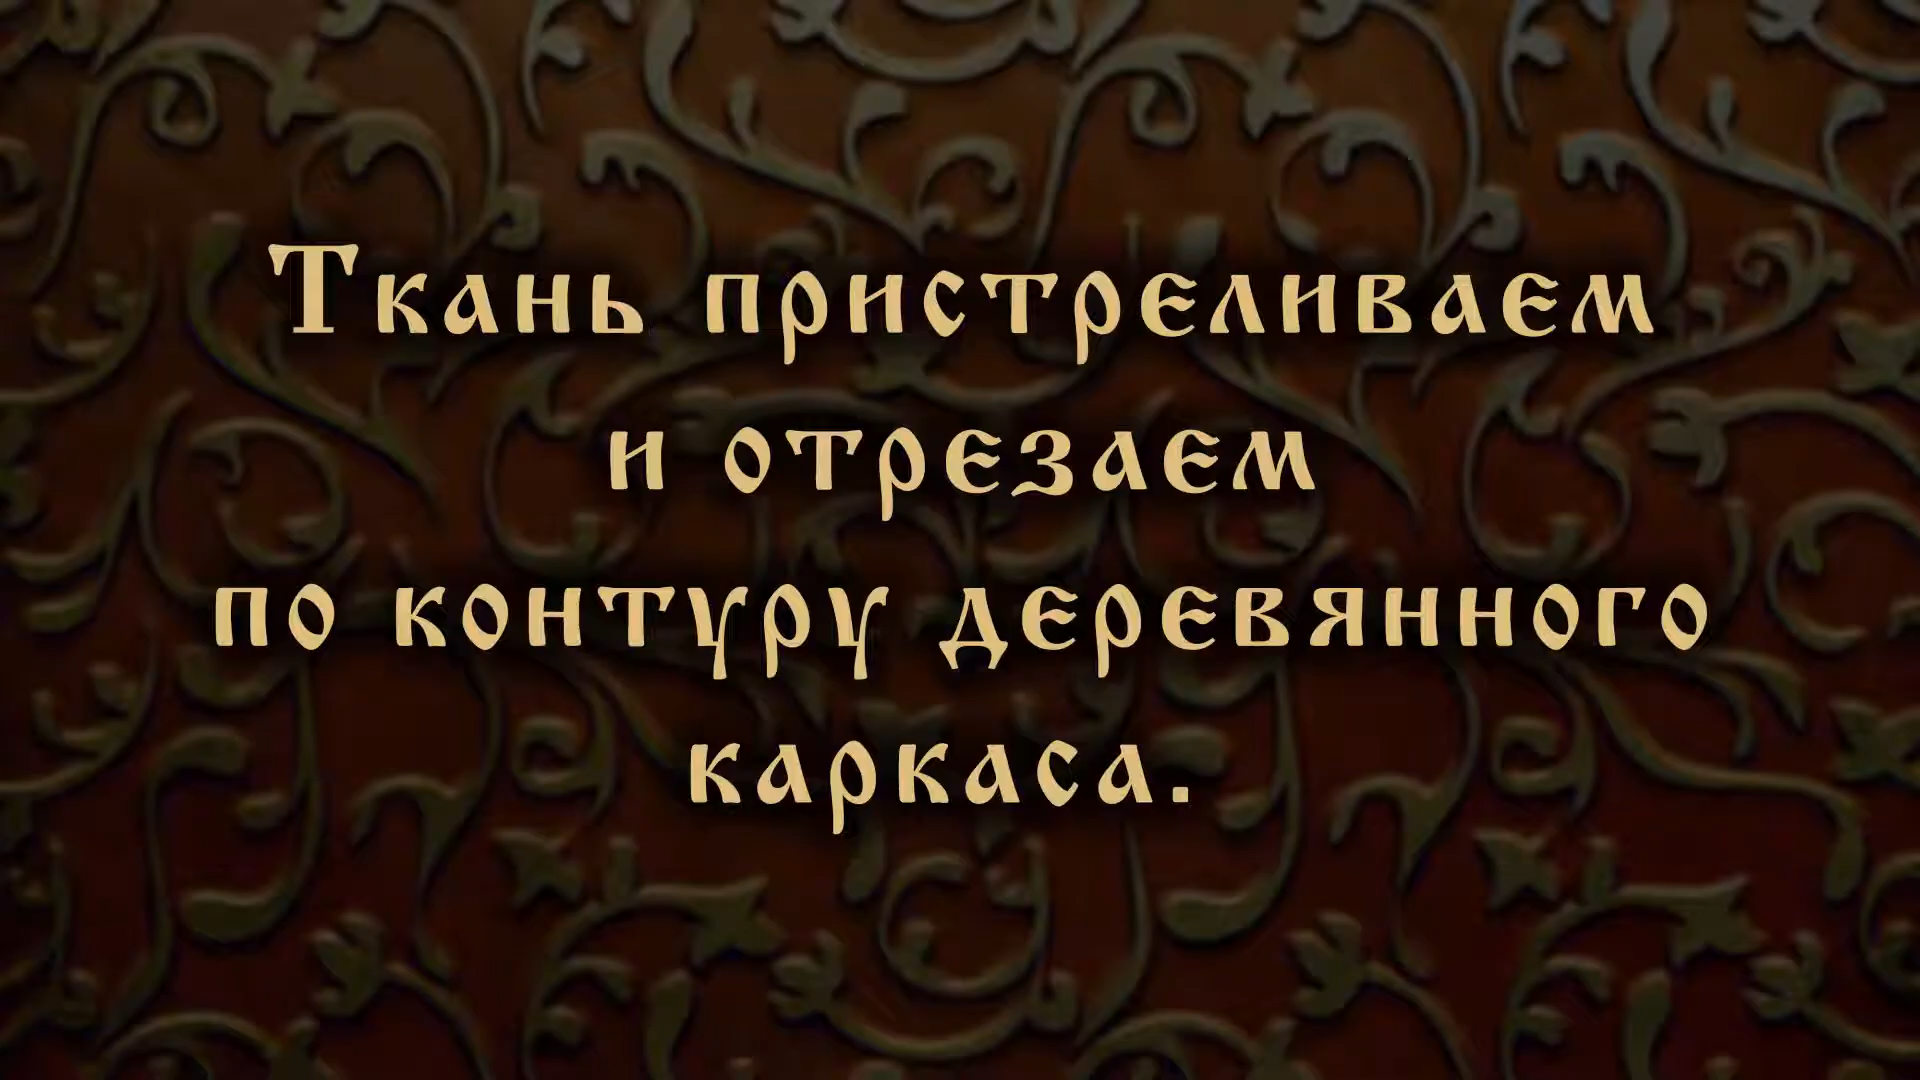 Ткань пристреливаем
и отрезаем
по контуру деревянного
каркаса.